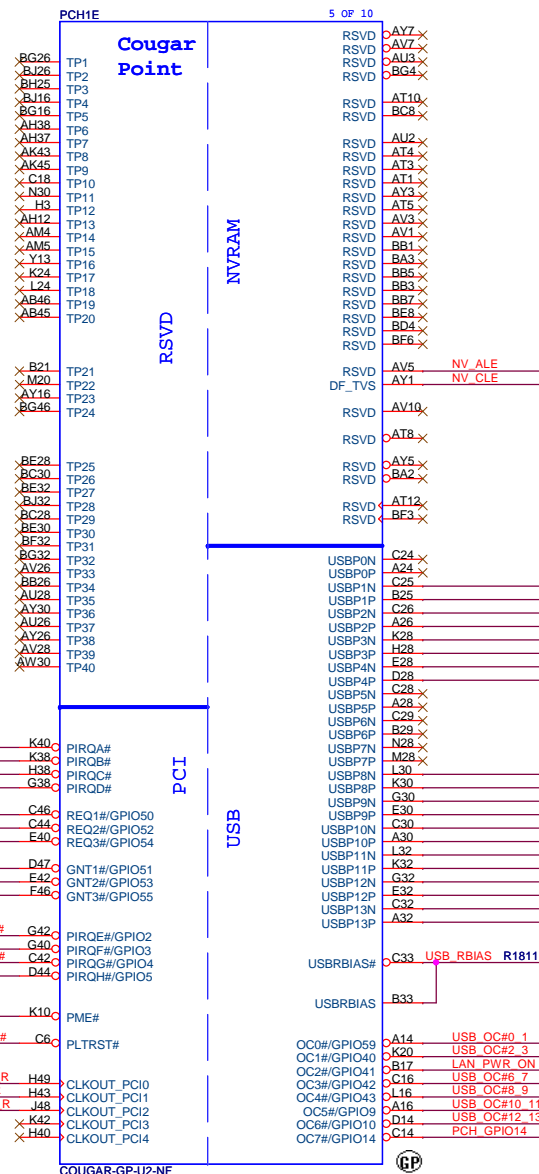 PCH1E 5 OF 10
Cougar
Point
RSVD
NVRAM
PCI
USB
BG26 TP1
BJ26 TP2
BH25 TP3
BJ16 TP4
BG16 TP5
AH38 TP6
AH37 TP7
AK43 TP8
AK45 TP9
C18 TP10
N30 TP11
H3 TP12
AH12 TP13
AM4 TP14
AM5 TP15
Y13 TP16
K24 TP17
L24 TP18
AB46 TP19
AB45 TP20
B21 TP21
M20 TP22
AY16 TP23
BG46 TP24
BE28 TP25
BC30 TP26
BE32 TP27
BJ32 TP28
BC28 TP29
BE30 TP30
BF32 TP31
BG32 TP32
AV26 TP33
BB26 TP34
AU28 TP35
AY30 TP36
AU26 TP37
AY26 TP38
AV28 TP39
AW30 TP40
K40 PIRQA#
K38 PIRQB#
H38 PIRQC#
G38 PIRQD#
C46 REQ1#/GPIO50
C44 REQ2#/GPIO52
E40 REQ3#/GPIO54
D47 GNT1#/GPIO51
E42 GNT2#/GPIO53
F46 GNT3#/GPIO55
# G42 PIRQE#/GPIO2
G40 PIRQF#/GPIO3
# C42 PIRQG#/GPIO4
D44 PIRQH#/GPIO5
K10 PME#
# C6 PLTRST#
R H49 CLKOUT_PCI0
H43 CLKOUT_PCI1
R J48 CLKOUT_PCI2
K42 CLKOUT_PCI3
H40 CLKOUT_PCI4
RSVD AY7
RSVD AV7
RSVD AU3
RSVD BG4
RSVD AT10
RSVD BC8
RSVD AU2
RSVD AT4
RSVD AT3
RSVD AT1
RSVD AY3
RSVD AT5
RSVD AV3
RSVD AV1
RSVD BB1
RSVD BA3
RSVD BB5
RSVD BB3
RSVD BB7
RSVD BE8
RSVD BD4
RSVD BF6
RSVD AV5 NV_ALE
DF_TVS AY1 NV_CLE
RSVD AV10
RSVD AT8
RSVD AY5
RSVD BA2
RSVD AT12
RSVD BF3
USBP0N C24
USBP0P A24
USBP1N C25
USBP1P B25
USBP2N C26
USBP2P A26
USBP3N K28
USBP3P H28
USBP4N E28
USBP4P D28
USBP5N C28
USBP5P A28
USBP6N C29
USBP6P B29
USBP7N N28
USBP7P M28
USBP8N L30
USBP8P K30
USBP9N G30
USBP9P E30
USBP10N C30
USBP10P A30
USBP11N L32
USBP11P K32
USBP12N G32
USBP12P E32
USBP13N C32
USBP13P A32
USBRBIAS# C33 USB_RBIAS R1811
USBRBIAS B33
OC0#/GPIO59 A14 USB_OC#0_1
OC1#/GPIO40 K20 USB_OC#2_3
OC2#/GPIO41 B17 LAN_PWR_ON
OC3#/GPIO42 C16 USB_OC#6_7
OC4#/GPIO43 L16 USB_OC#8_9
OC5#/GPIO9 A16 USB_OC#10_11
OC6#/GPIO10 D14 USB_OC#12_13
OC7#/GPIO14 C14 PCH_GPIO14
COUGAR-GP-U2-NF
GP